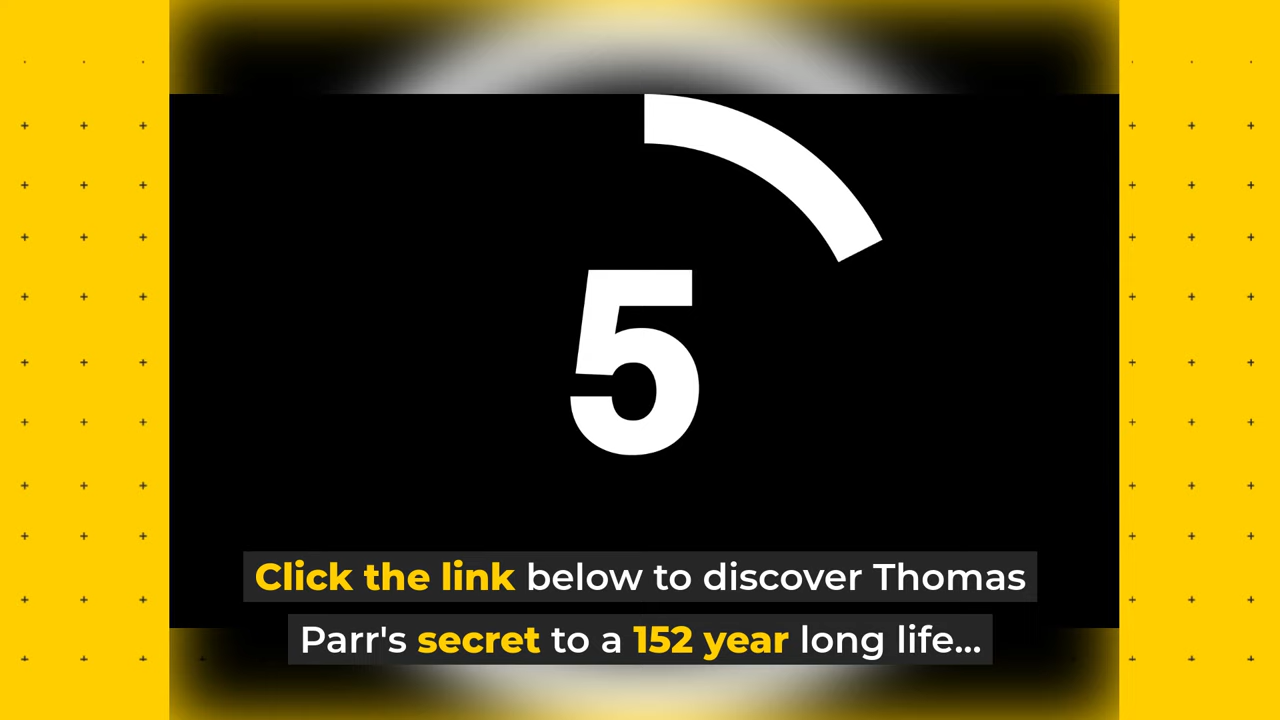 5
Click the link below to discover Thomas
Parr's secret to a 152 year long life...